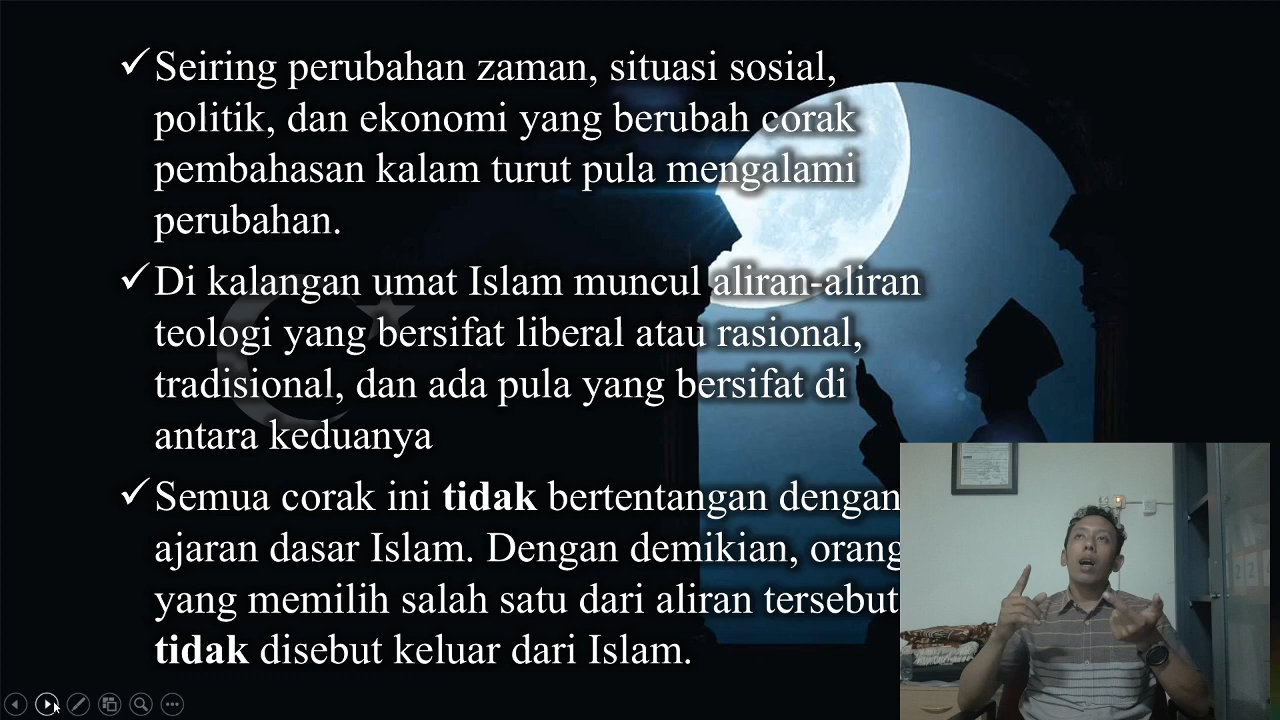 ✓Seiring perubahan zaman, situasi sosial,
politik, dan ekonomi yang berubah corak
pembahasan kalam turut pula mengalami
perubahan.
✓Di kalangan umat Islam muncul aliran-aliran
teologi yang bersifat liberal atau rasional,
tradisional, dan ada pula yang bersifat di
antara keduanya
✓Semua corak ini tidak bertentangan dengan
ajaran dasar Islam. Dengan demikian, orang
yang memilih salah satu dari aliran tersebut
tidak disebut keluar dari Islam.